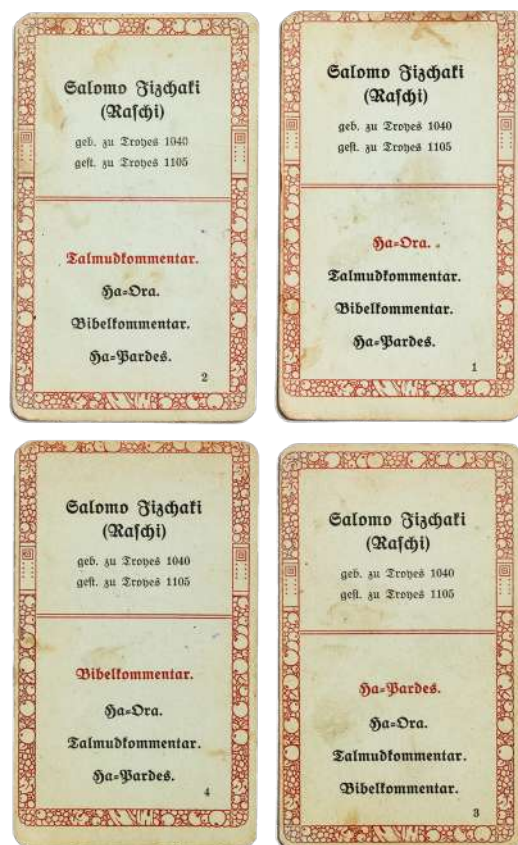 Salomo Jizchaki
(Raschi)
geb. zu Troyes 1040
gest. zu Troyes 1105
Talmudkommentar.
Ha-Ora.
Bibelkommentar.
Ha-Pardes.
2
Salomo Jizchaki
(Raschi)
geb. zu Troyes 1040
gest. zu Troyes 1105
Ha-Ora.
Talmudkommentar.
Bibelkommentar.
Ha-Pardes.
1
Salomo Jizchaki
(Raschi)
geb. zu Troyes 1040
gest. zu Troyes 1105
Bibelkommentar.
Ha-Ora.
Talmudkommentar.
Ha-Pardes.
4
Salomo Jizchaki
(Raschi)
geb. zu Troyes 1040
gest. zu Troyes 1105
Ha-Pardes.
Ha-Ora.
Talmudkommentar.
Bibelkommentar.
3